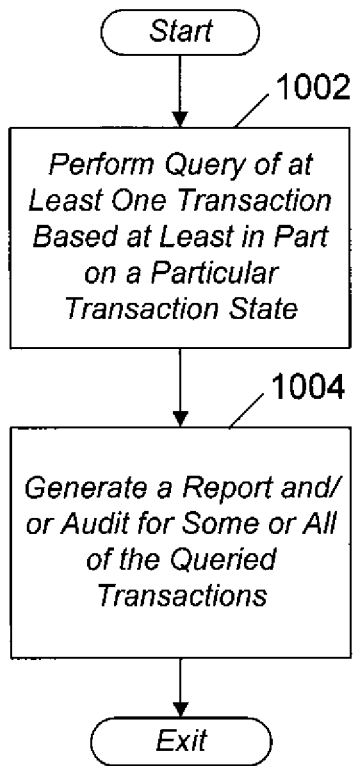 Start
1002
Perform Query of at
Least One Transaction
Based at Least in Part
on a Particular
Transaction State
1004
Generate a Report and/
or Audit for Some or All
of the Queried
Transactions
Exit